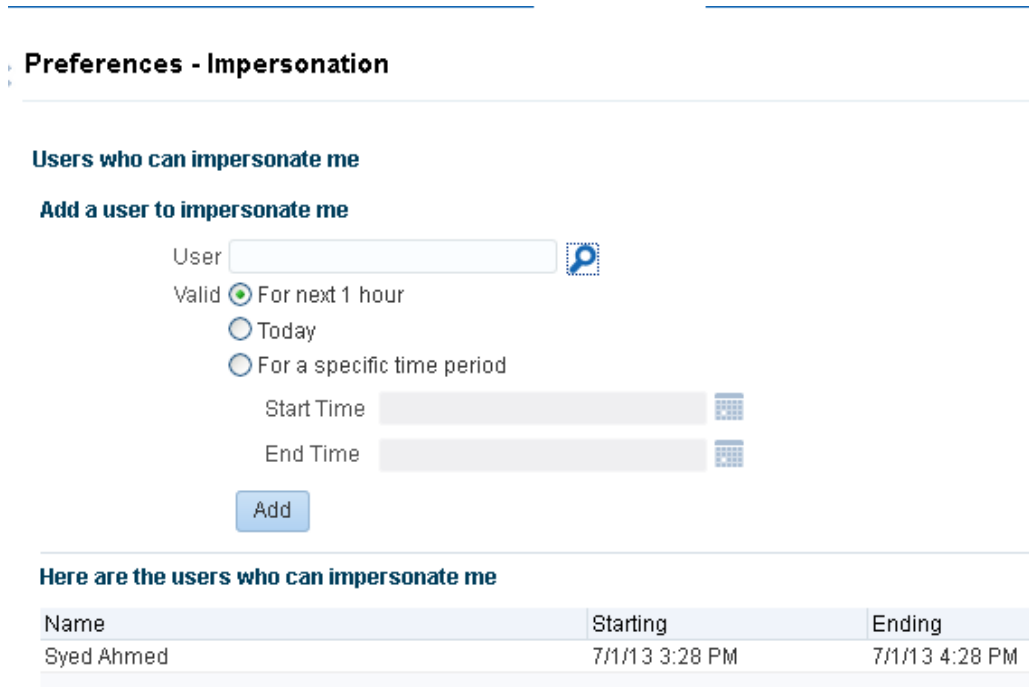 Preferences - Impersonation
Users who can impersonate me
Add a user to impersonate me
User
Valid For next 1 hour
Today
For a specific time period
Start Time
End Time
Add
Here are the users who can impersonate me
Name Starting Ending
Syed Ahmed 7/1/13 3:28 PM 7/1/13 4:28 PM